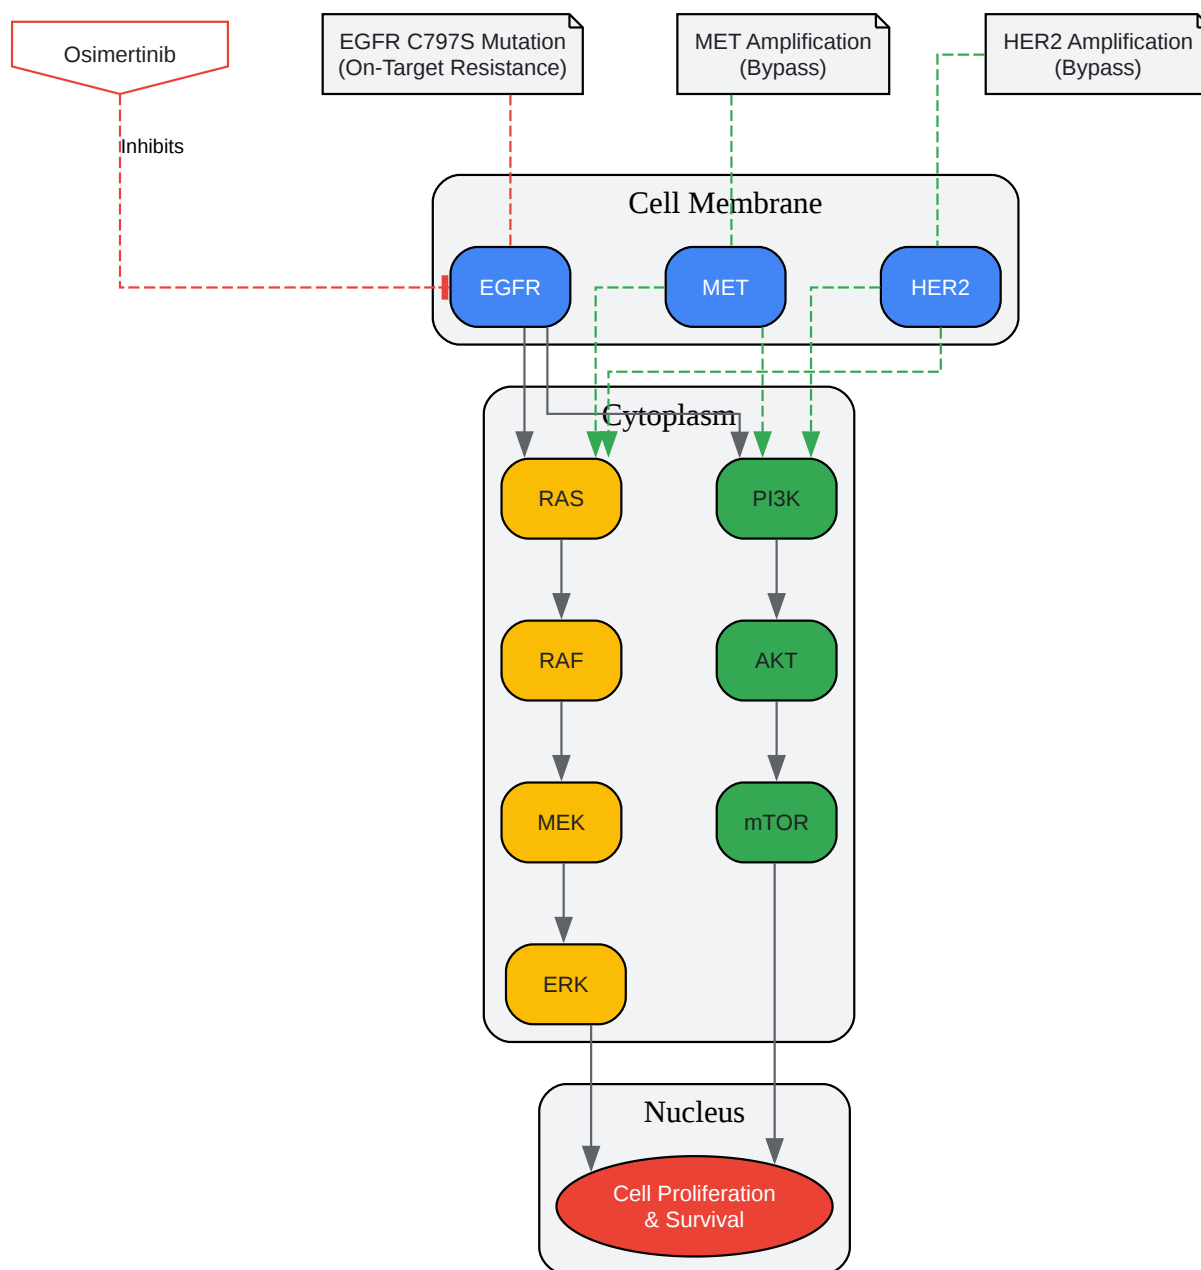 Osimertinib
EGFR C797S Mutation
(On-Target Resistance)
MET Amplification
(Bypass)
HER2 Amplification
(Bypass)
Inhibits
Cell Membrane
EGFR
MET
HER2
Cytoplasm
RAS
PI3K
RAF
AKT
MEK
mTOR
ERK
Nucleus
Cell Proliferation
& Survival